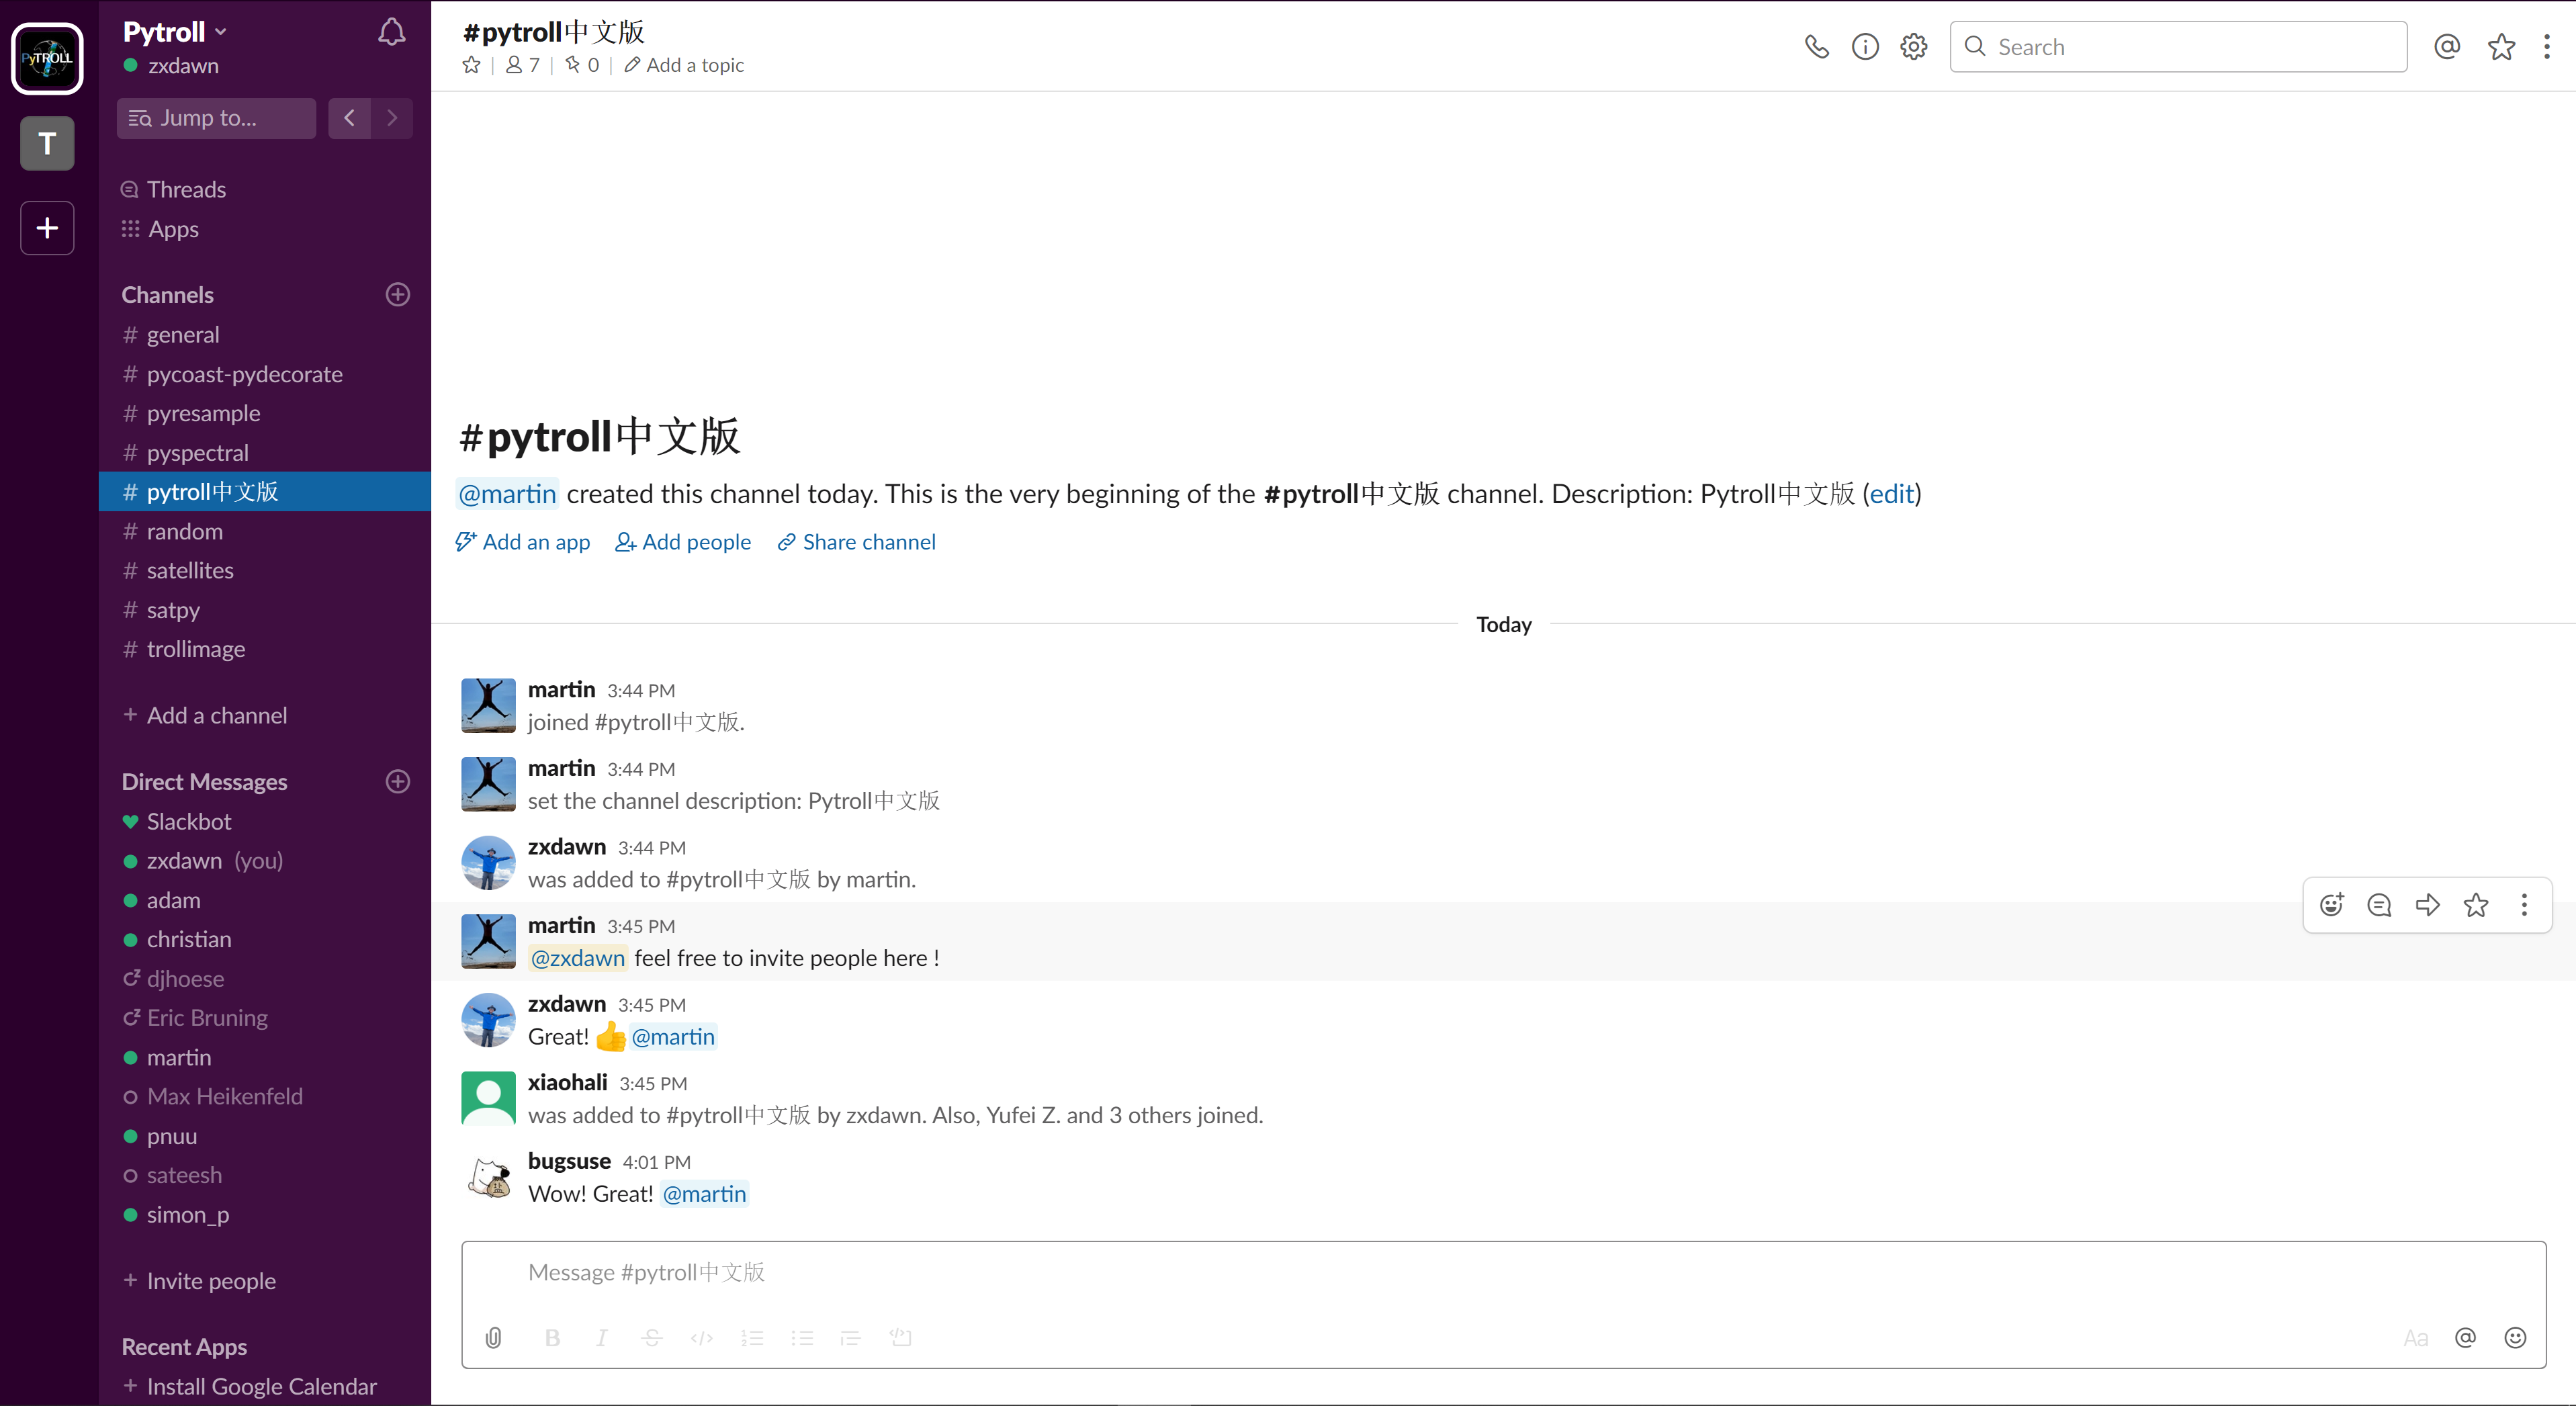 PyTROLL
T
+
Pytroll
zxdawn
Jump to...
Threads
Apps
Channels
# general
# pycoast-pydecorate
# pyresample
# pyspectral
# pytroll中文版
# random
# satellites
# satpy
# trollimage
+ Add a channel
Direct Messages
Slackbot
zxdawn (you)
adam
christian
djhoese
Eric Bruning
martin
Max Heikenfeld
pnuu
sateesh
simon_p
+ Invite people
Recent Apps
+ Install Google Calendar
#pytroll中文版
7 | 0 | Add a topic
Search
#pytroll中文版
@martin created this channel today. This is the very beginning of the #pytroll中文版 channel. Description: Pytroll中文版 (edit)
Add an app Add people Share channel
Today
martin 3:44 PM
joined #pytroll中文版.
martin 3:44 PM
set the channel description: Pytroll中文版
zxdawn 3:44 PM
was added to #pytroll中文版 by martin.
martin 3:45 PM
@zxdawn feel free to invite people here !
zxdawn 3:45 PM
Great! 👍 @martin
xiaohali 3:45 PM
was added to #pytroll中文版 by zxdawn. Also, Yufei Z. and 3 others joined.
bugsuse 4:01 PM
Wow! Great! @martin
Message #pytroll中文版
B I S </> Aa @